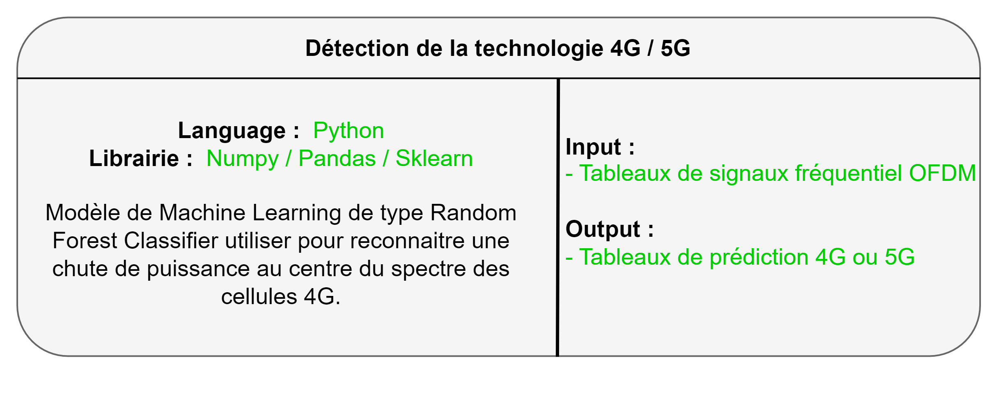 Détection de la technologie 4G / 5G
Language : Python
Librairie : Numpy / Pandas / Sklearn
Modèle de Machine Learning de type Random
Forest Classifier utiliser pour reconnaitre une
chute de puissance au centre du spectre des
cellules 4G.
Input :
- Tableaux de signaux fréquentiel OFDM
Output :
- Tableaux de prédiction 4G ou 5G